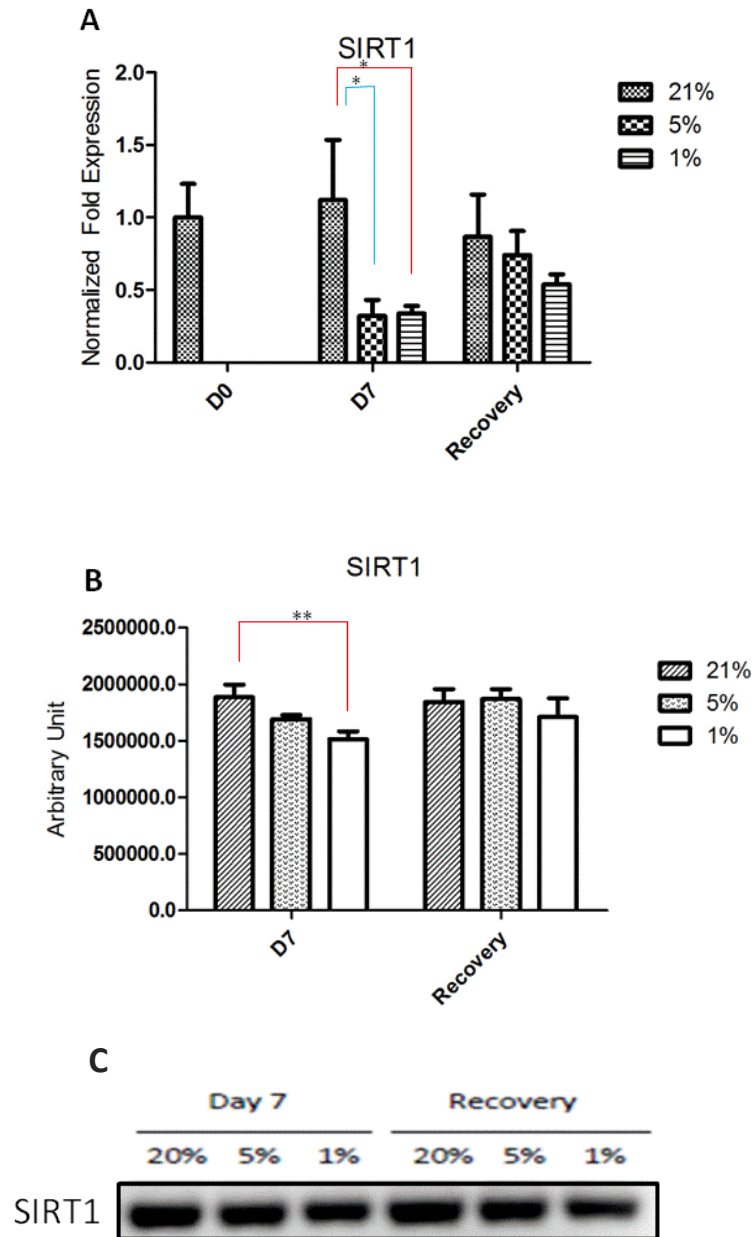 A
SIRT1
*
*
2.0
1.5
1.0
0.5
0.0
Normalized Fold Expression
D0
D7
Recovery
21%
5%
1%
B
SIRT1
**
2500000.0
2000000.0
1500000.0
1000000.0
500000.0
0.0
Arbitrary Unit
D7
Recovery
21%
5%
1%
C
Day 7 Recovery
20% 5% 1% 20% 5% 1%
SIRT1